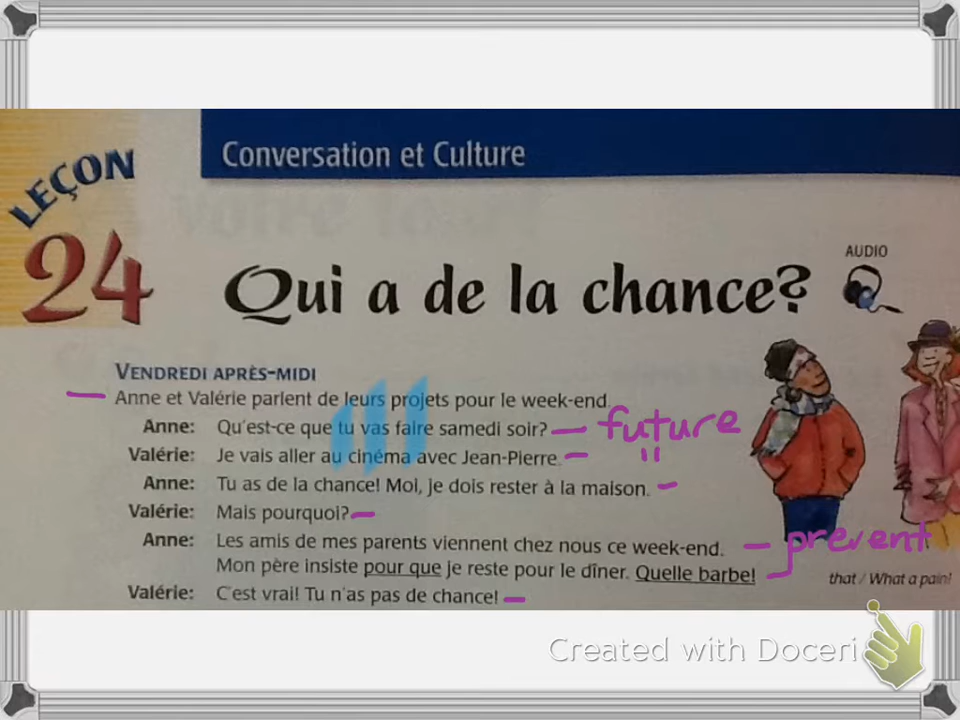 LEÇON
24
Conversation et Culture
Qui a de la chance?
AUDIO
VENDREDI APRÈS-MIDI
Anne et Valérie parlent de leurs projets pour le week-end.
Anne: Qu'est-ce que tu vas faire samedi soir? — future
Valérie: Je vais aller au cinéma avec Jean-Pierre. — "
Anne: Tu as de la chance! Moi, je dois rester à la maison. —
Valérie: Mais pourquoi? —
Anne: Les amis de mes parents viennent chez nous ce week-end. — prevent
Mon père insiste pour que je reste pour le dîner. Quelle barbe!
that / What a pain!
Valérie: C'est vrai! Tu n'as pas de chance! —
Created with Doceri